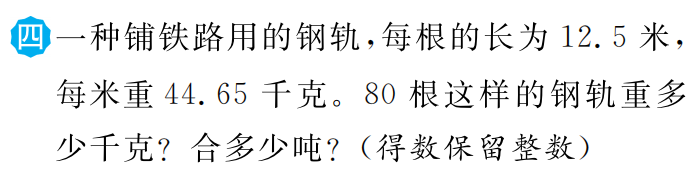 四 一种铺铁路用的钢轨,每根的长为 12.5 米,
每米重 44.65 千克。80 根这样的钢轨重多
少千克? 合多少吨?(得数保留整数)